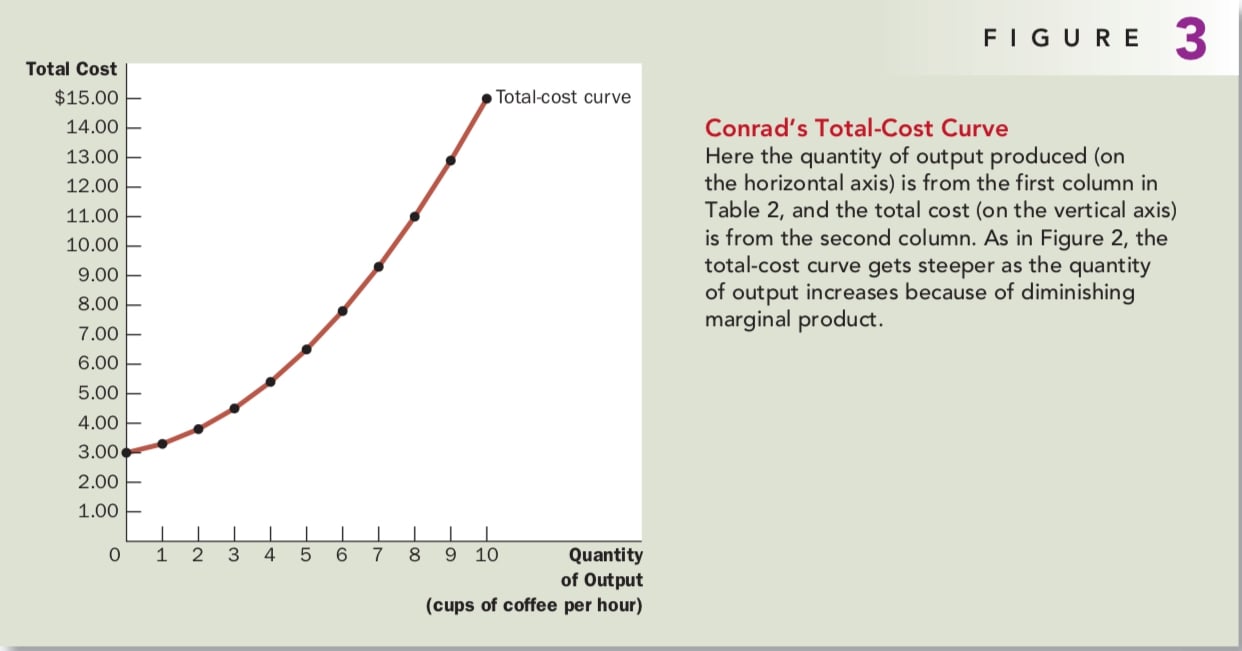 FIGURE 3
Total Cost
$15.00
14.00
13.00
12.00
11.00
10.00
9.00
8.00
7.00
6.00
5.00
4.00
3.00
2.00
1.00
Total-cost curve
0 1 2 3 4 5 6 7 8 9 10
Quantity
of Output
(cups of coffee per hour)
Conrad's Total-Cost Curve
Here the quantity of output produced (on
the horizontal axis) is from the first column in
Table 2, and the total cost (on the vertical axis)
is from the second column. As in Figure 2, the
total-cost curve gets steeper as the quantity
of output increases because of diminishing
marginal product.